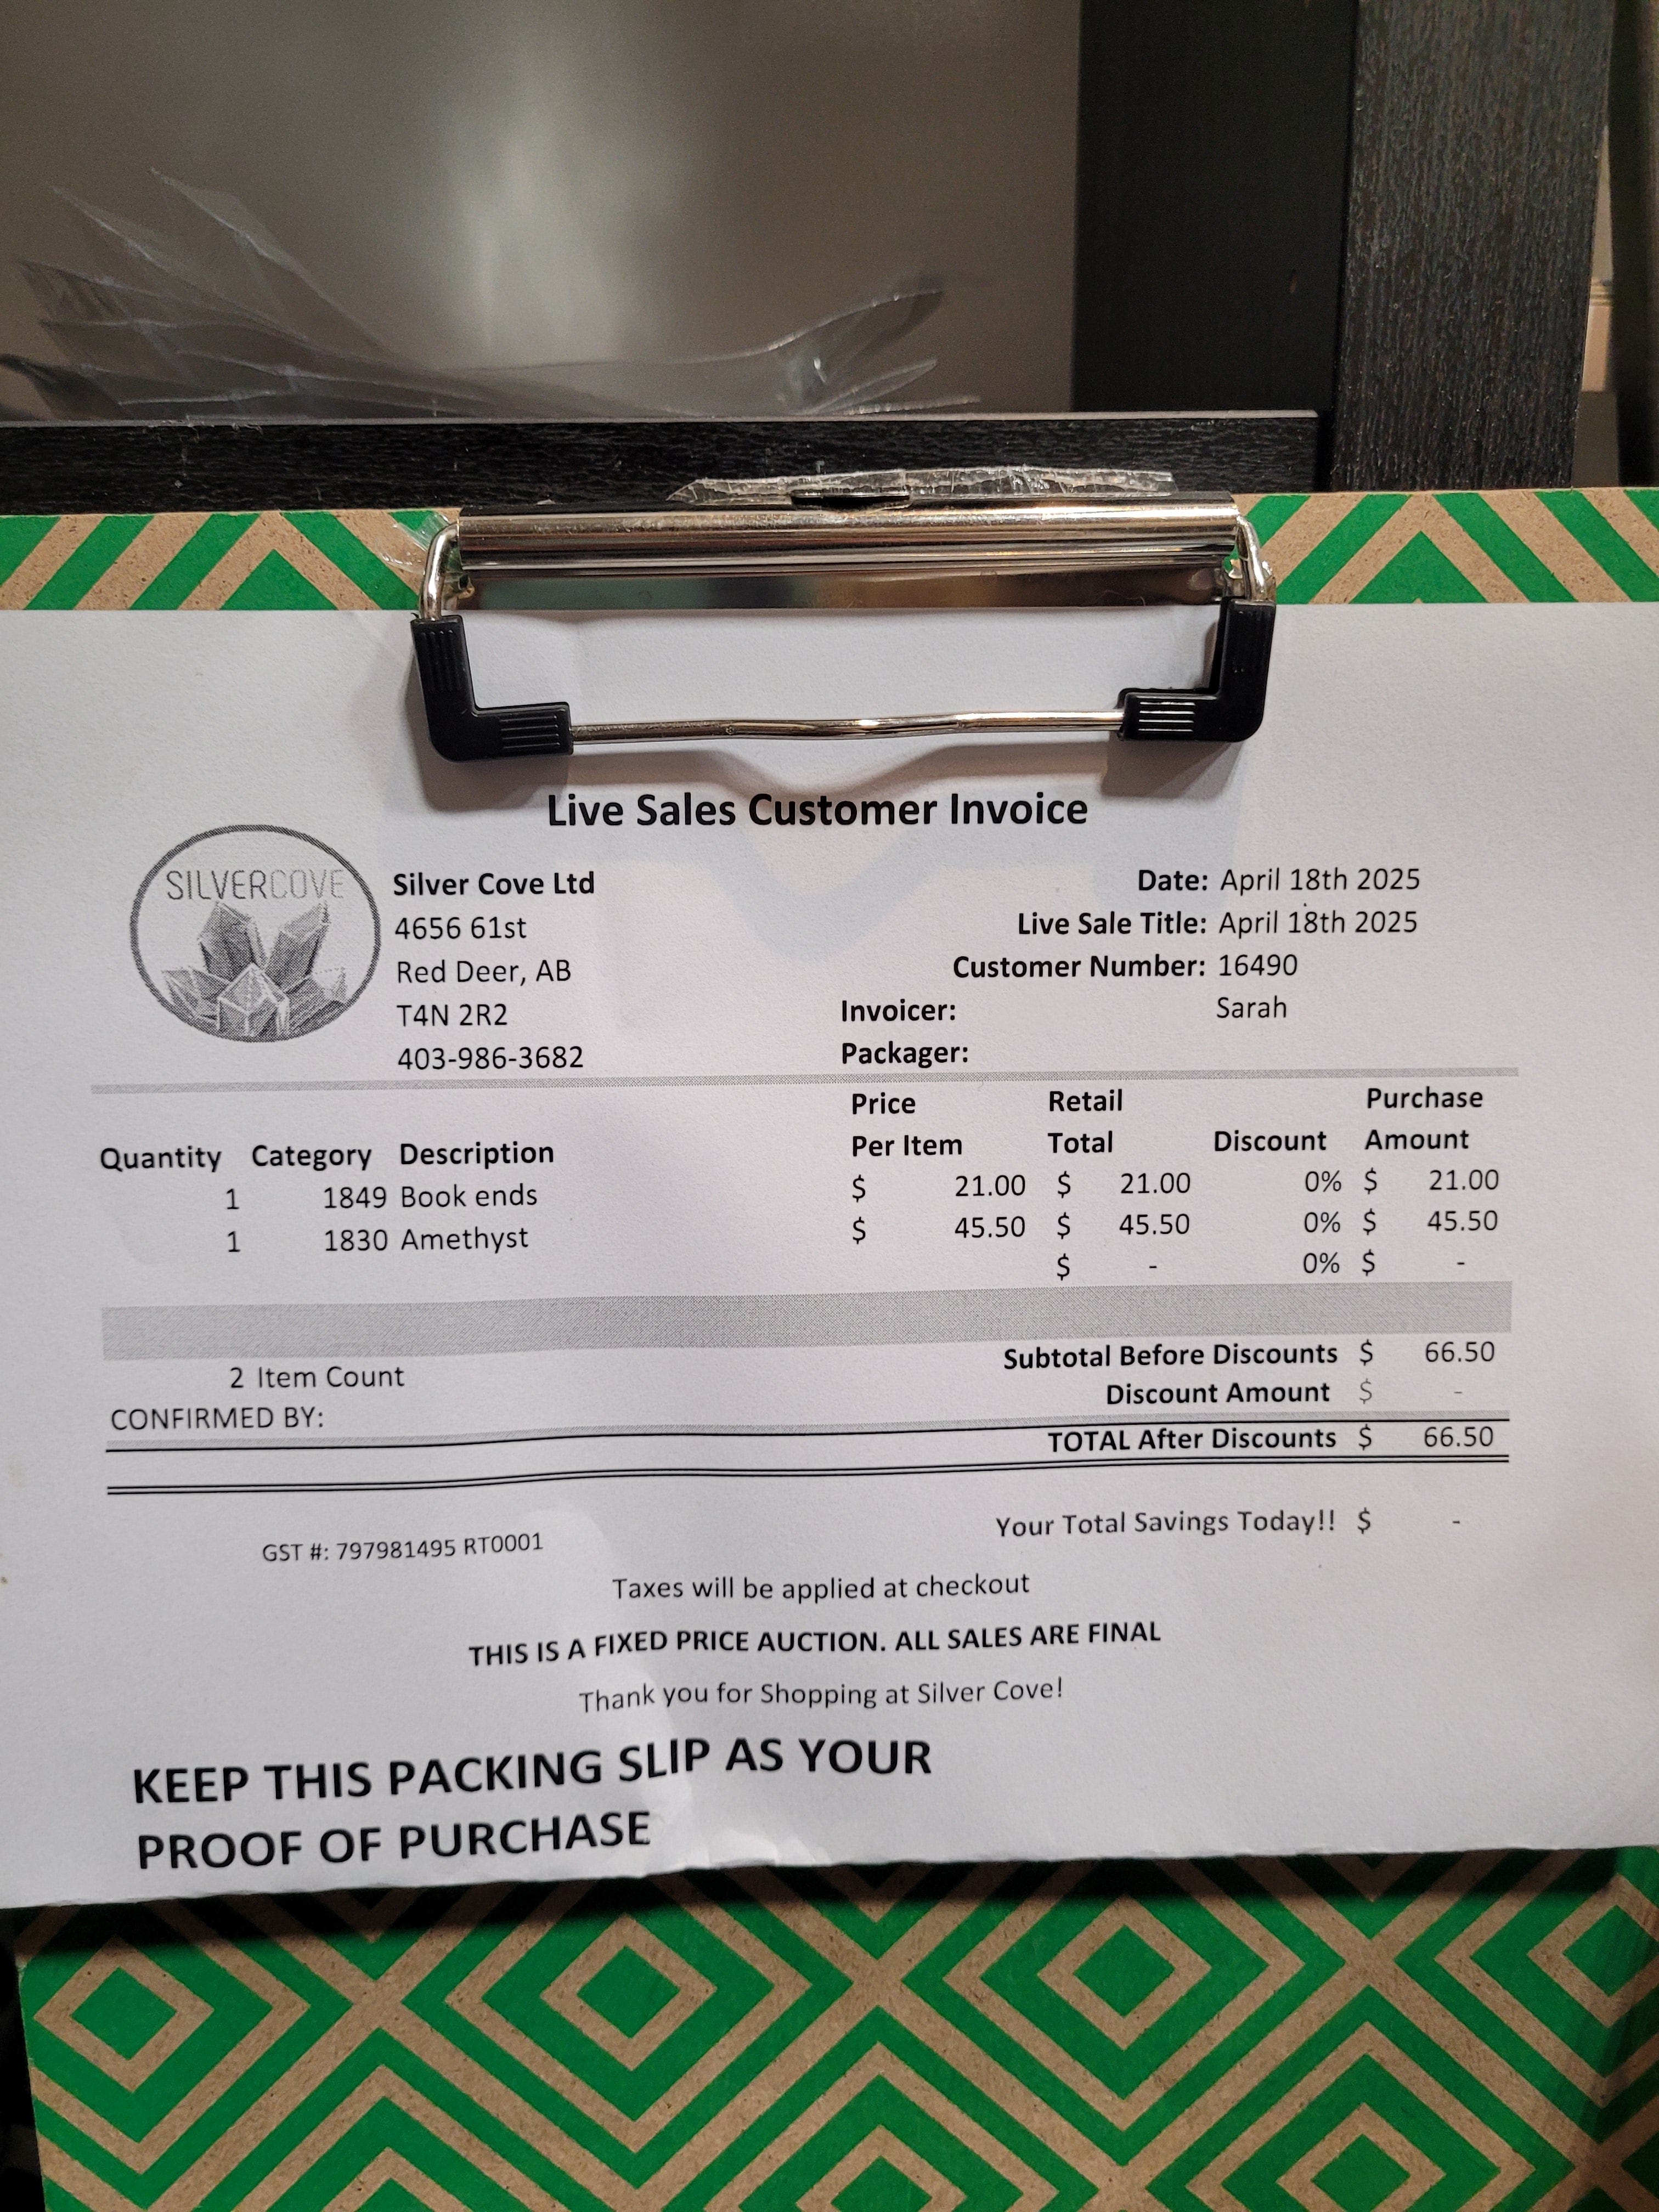 Live Sales Customer Invoice
SILVERCOVE
Silver Cove Ltd
4656 61st
Red Deer, AB
T4N 2R2
403-986-3682
Date: April 18th 2025
Live Sale Title: April 18th 2025
Customer Number: 16490
Invoicer: Sarah
Packager:
Quantity Category Description Price Per Item Retail Total Discount Purchase Amount
1 1849 Book ends $ 21.00 $ 21.00 0% $ 21.00
1 1830 Amethyst $ 45.50 $ 45.50 0% $ 45.50
$ - 0% $ -
Subtotal Before Discounts $ 66.50
2 Item Count
Discount Amount $ -
CONFIRMED BY:
TOTAL After Discounts $ 66.50
Your Total Savings Today!! $ -
GST #: 797981495 RT0001
Taxes will be applied at checkout
THIS IS A FIXED PRICE AUCTION. ALL SALES ARE FINAL
Thank you for Shopping at Silver Cove!
KEEP THIS PACKING SLIP AS YOUR
PROOF OF PURCHASE